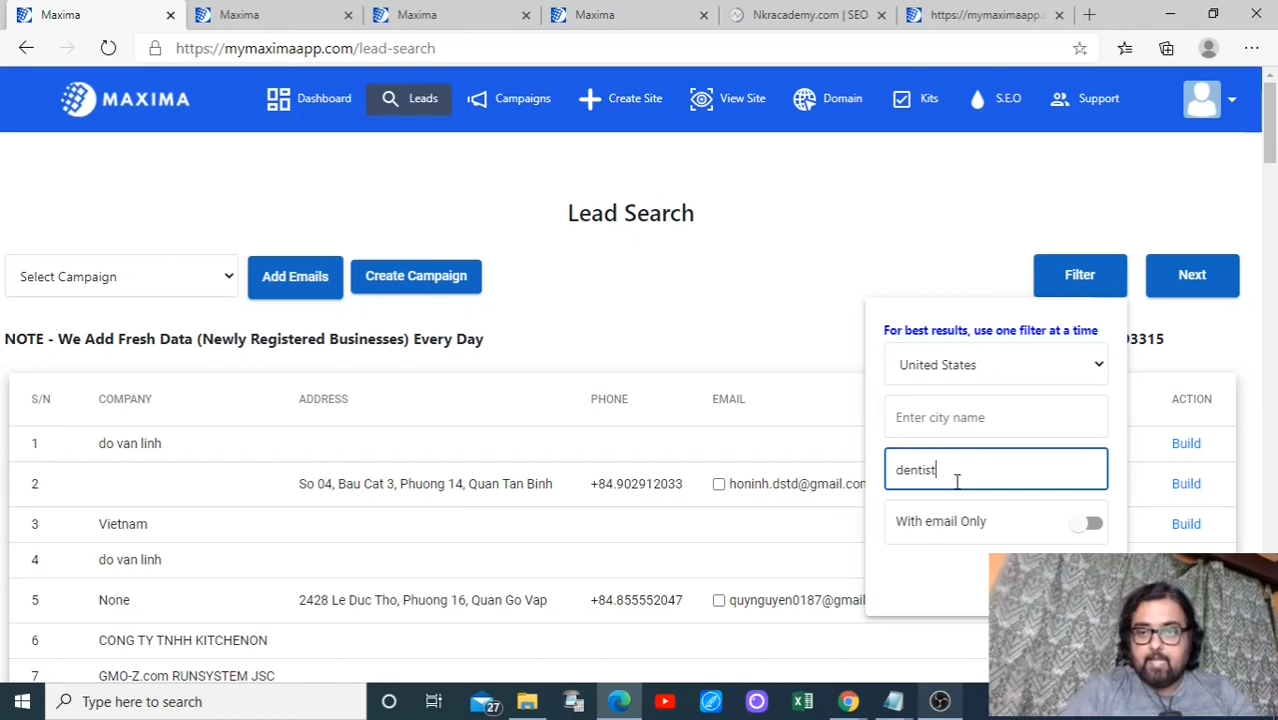 Maxima
Maxima
Maxima
Maxima
Nkracademy.com | SEO
https://mymaximaapp.c
https://mymaximaapp.com/lead-search
MAXIMA
Dashboard
Leads
Campaigns
Create Site
View Site
Domain
Kits
S.E.O
Support
Lead Search
Select Campaign
Add Emails
Create Campaign
Filter
Next
For best results, use one filter at a time
NOTE - We Add Fresh Data (Newly Registered Businesses) Every Day
93315
United States
Enter city name
dentist
With email Only
S/N COMPANY ADDRESS PHONE EMAIL ACTION
1 do van linh Build
2 So 04, Bau Cat 3, Phuong 14, Quan Tan Binh +84.902912033 honinh.dstd@gmail.con Build
3 Vietnam Build
4 do van linh Build
5 None 2428 Le Duc Tho, Phuong 16, Quan Go Vap +84.855552047 quynguyen0187@gmail
6 CONG TY TNHH KITCHENON
7 GMO-Z.com RUNSYSTEM JSC
Type here to search
27